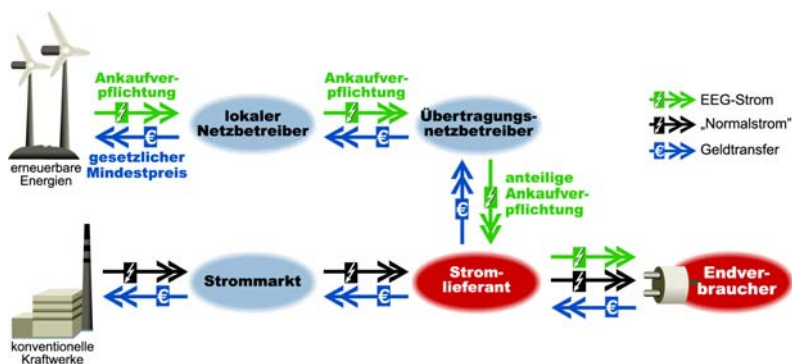 Ankaufver-
pflichtung
lokaler
Netzbetreiber
€
gesetzlicher
Mindestpreis
erneuerbare
Energien
Ankaufver-
pflichtung
€
Übertragungs-
netzbetreiber
EEG-Strom
„Normalstrom"
€
Geldtransfer
€
anteilige
Ankaufver-
pflichtung
konventionelle
Kraftwerke
€
Strommarkt
€
Strom-
lieferant
€
Endver-
braucher